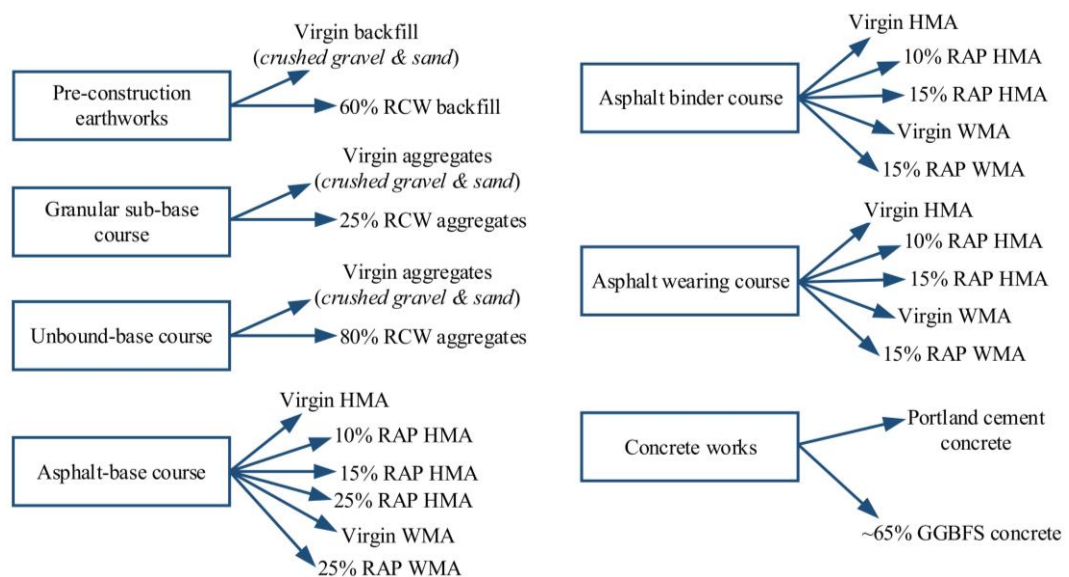 Pre-construction
earthworks
Virgin backfill
(crushed gravel & sand)
60% RCW backfill
Granular sub-base
course
Virgin aggregates
(crushed gravel & sand)
25% RCW aggregates
Unbound-base course
Virgin aggregates
(crushed gravel & sand)
80% RCW aggregates
Asphalt-base course
Virgin HMA
10% RAP HMA
15% RAP HMA
25% RAP HMA
Virgin WMA
25% RAP WMA
Asphalt binder course
Virgin HMA
10% RAP HMA
15% RAP HMA
Virgin WMA
15% RAP WMA
Asphalt wearing course
Virgin HMA
10% RAP HMA
15% RAP HMA
Virgin WMA
15% RAP WMA
Concrete works
Portland cement
concrete
~65% GGBFS concrete